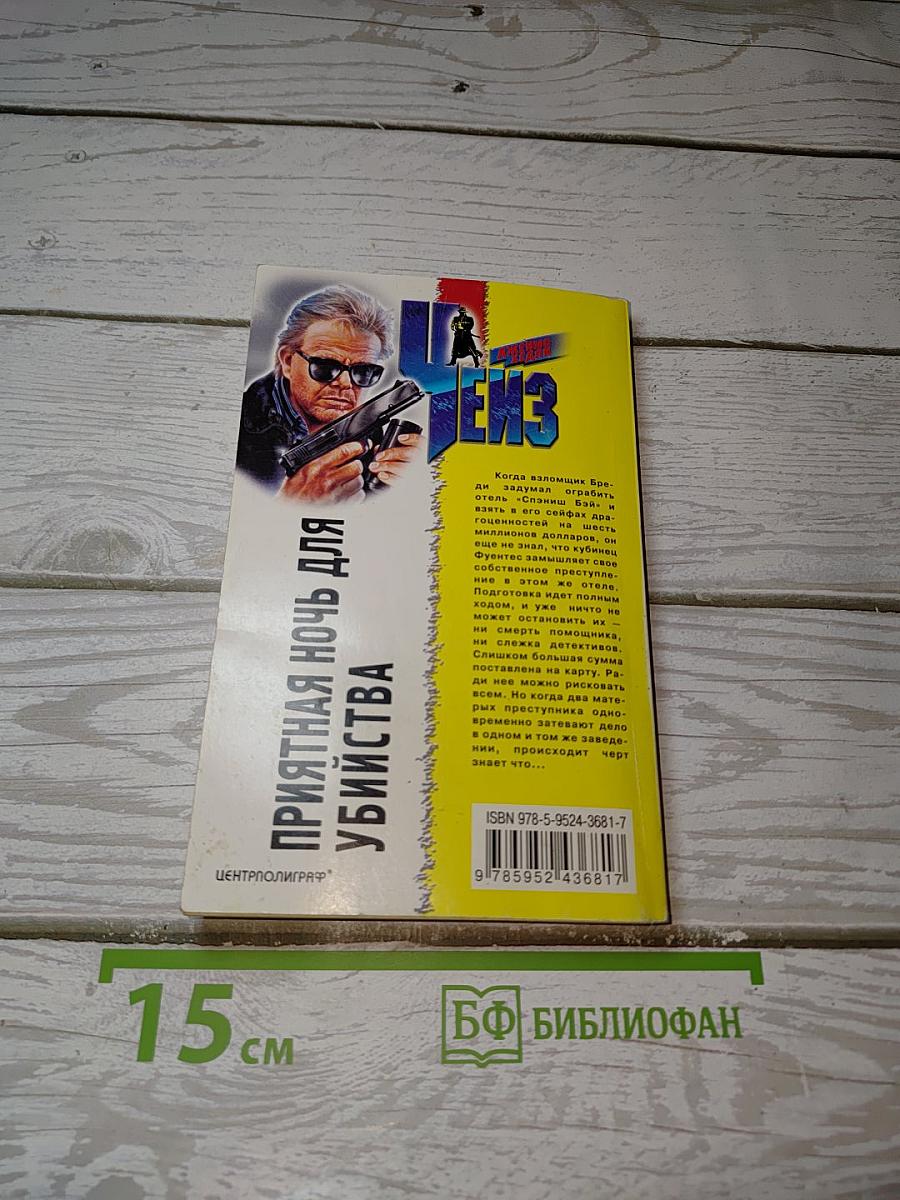 ДЖЕЙМС
ХЕДЛИ
ЧЕЙЗ
ПРИЯТНАЯ НОЧЬ ДЛЯ
УБИЙСТВА
Когда взломщик Бре-
ди задумал ограбить
отель «Спэниш Бэй» и
взять в его сейфах дра-
гоценностей на шесть
миллионов долларов, он
еще не знал, что кубинец
Фуентес замышляет свое
собственное преступле-
ние в этом же отеле.
Подготовка идет полным
ходом, и уже ничто не
может остановить их —
ни смерть помощника,
ни слежка детективов.
Слишком большая сумма
поставлена на карту. Ра-
ди нее можно рисковать
всем. Но когда два мате-
рых преступника одно-
временно затевают дело
в одном и том же заведе-
нии, происходит черт
знает что...
ISBN 978-5-9524-3681-7
9 785952 436817
ЦЕНТРПОЛИГРАФ®
15 см
БФ БИБЛИОФАН